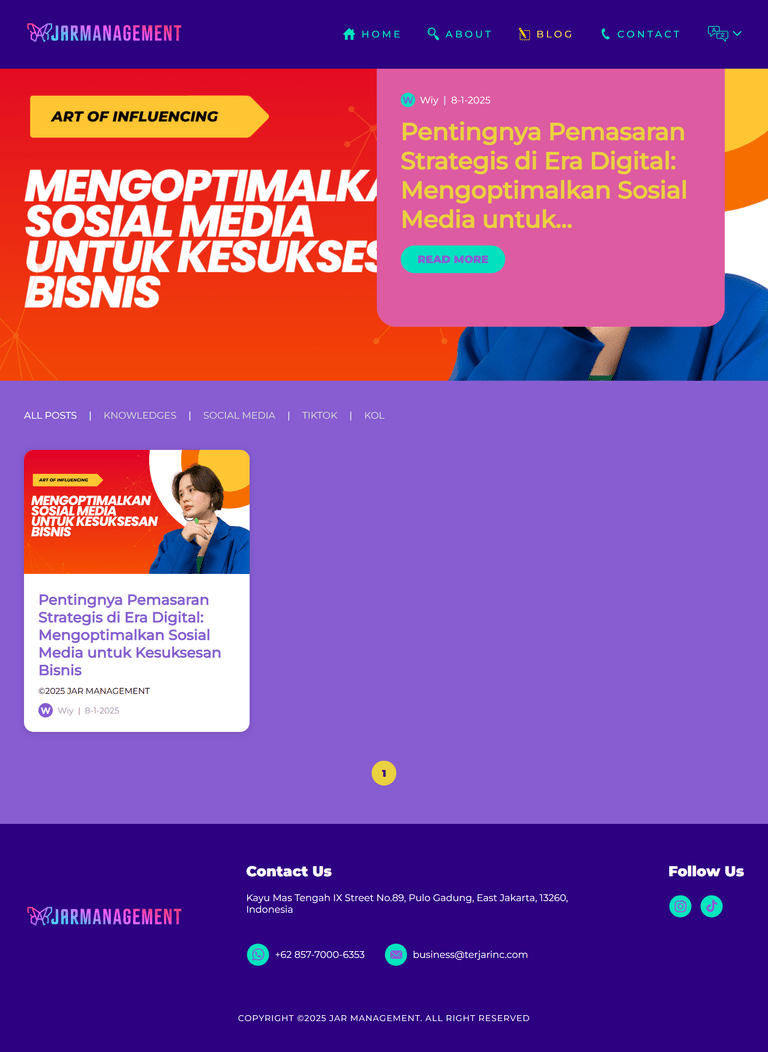 JARMANAGEMENT
HOME
ABOUT
BLOG
CONTACT
ART OF INFLUENCING
MENGOPTIMALKA
SOSIAL MEDIA
UNTUK KESUKSES
BISNIS
W Wiy | 8-1-2025
Pentingnya Pemasaran
Strategis di Era Digital:
Mengoptimalkan Sosial
Media untuk...
READ MORE
ALL POSTS | KNOWLEDGES | SOCIAL MEDIA | TIKTOK | KOL
ART OF INFLUENCING
MENGOPTIMALKAN
SOSIAL MEDIA
UNTUK KESUKSESAN
BISNIS
Pentingnya Pemasaran
Strategis di Era Digital:
Mengoptimalkan Sosial
Media untuk Kesuksesan
Bisnis
©2025 JAR MANAGEMENT
W Wiy | 8-1-2025
1
JARMANAGEMENT
Contact Us
Kayu Mas Tengah IX Street No.89, Pulo Gadung, East Jakarta, 13260,
Indonesia
+62 857-7000-6353
business@terjarinc.com
Follow Us
COPYRIGHT ©2025 JAR MANAGEMENT. ALL RIGHT RESERVED